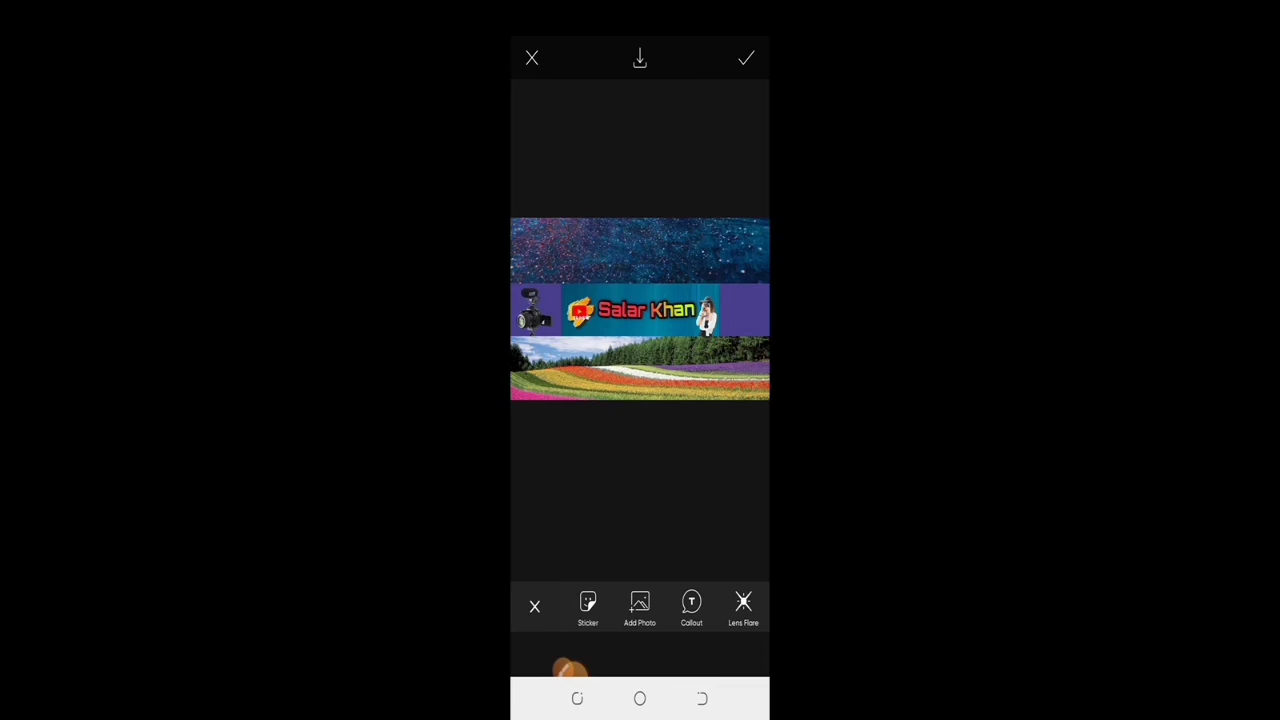 Salar Khan
Sticker
Add Photo
T
Callout
Lens Flare